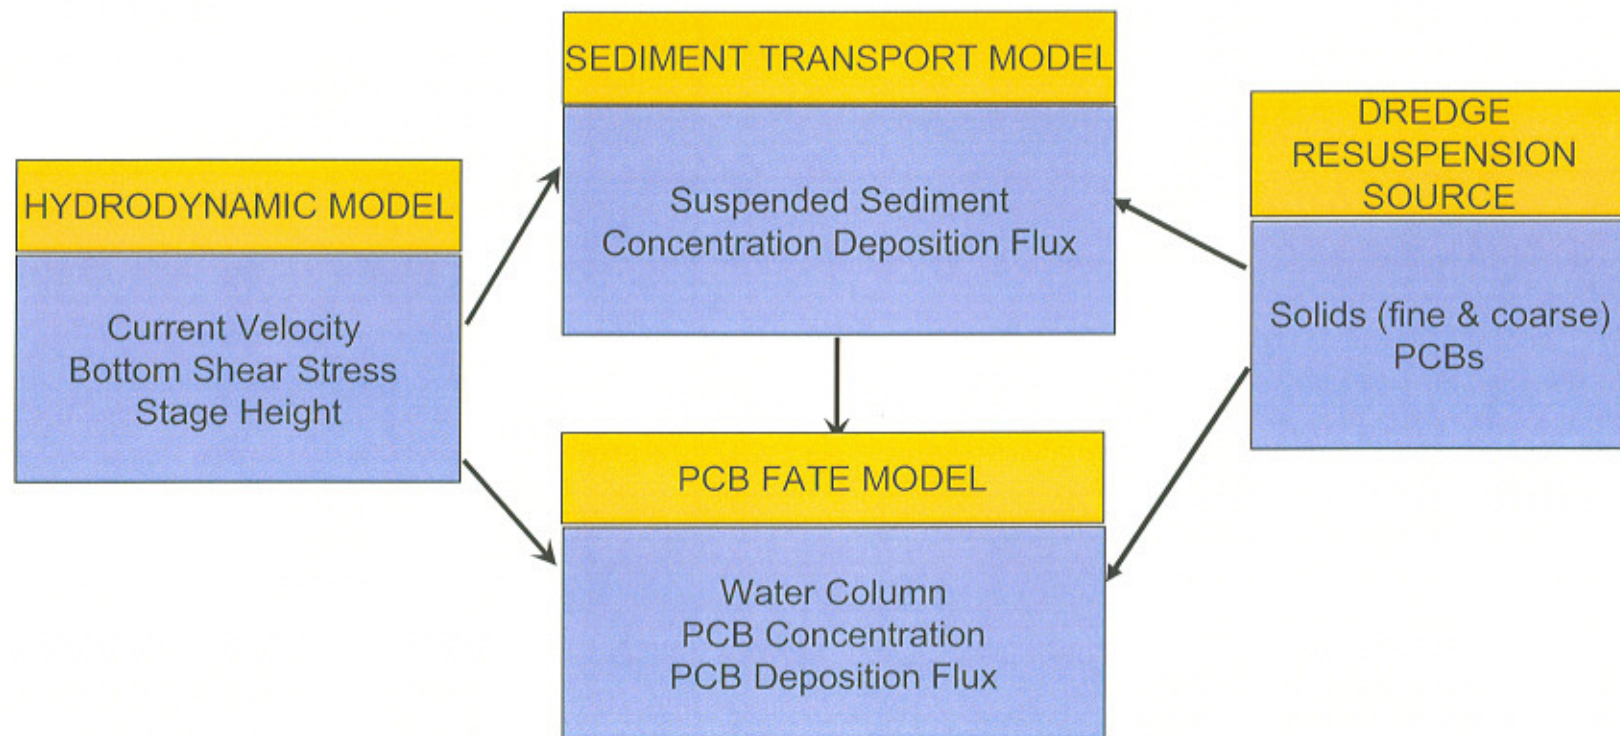 SEDIMENT TRANSPORT MODEL
Suspended Sediment
Concentration Deposition Flux
HYDRODYNAMIC MODEL
Current Velocity
Bottom Shear Stress
Stage Height
DREDGE
RESUSPENSION
SOURCE
Solids (fine & coarse)
PCBs
PCB FATE MODEL
Water Column
PCB Concentration
PCB Deposition Flux